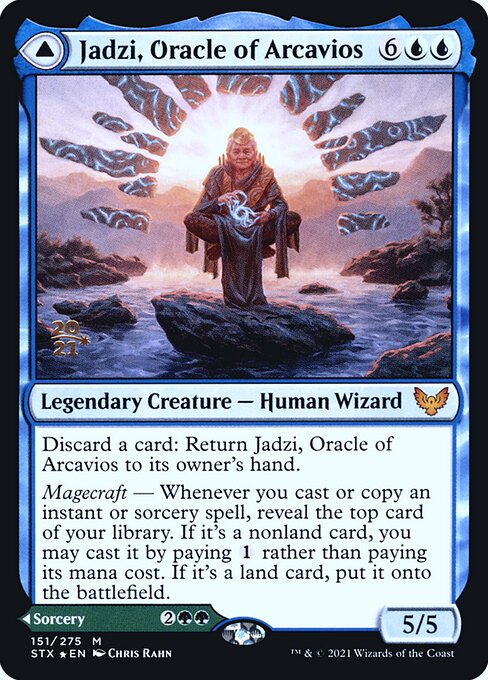 Jadzi, Oracle of Arcavios 6
20
21*
Legendary Creature — Human Wizard
Discard a card: Return Jadzi, Oracle of
Arcavios to its owner's hand.
Magecraft — Whenever you cast or copy an
instant or sorcery spell, reveal the top card
of your library. If it's a nonland card, you
may cast it by paying 1 rather than paying
its mana cost. If it's a land card, put it onto
the battlefield.
Sorcery 2
5/5
151/275 M
STX ★ EN Chris Rahn
™ & © 2021 Wizards of the Coast